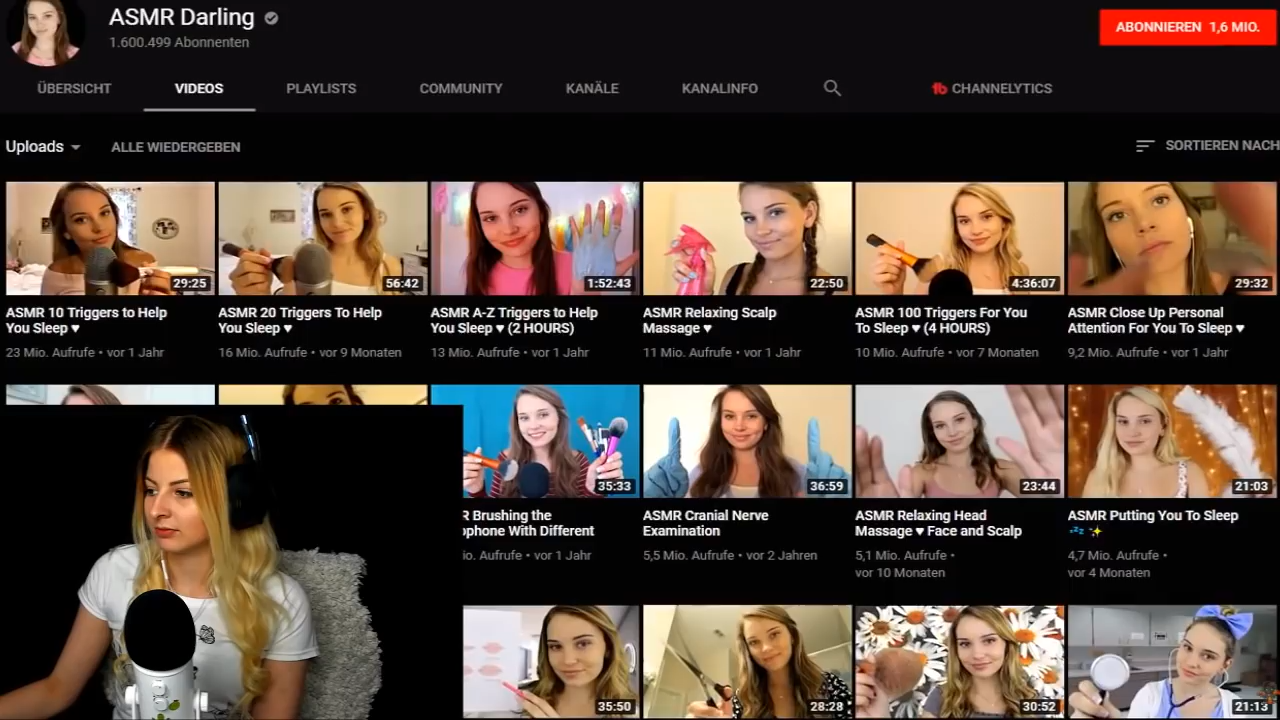 ASMR Darling
1.600.499 Abonnenten
ABONNIEREN 1,6 MIO.
ÜBERSICHT
VIDEOS
PLAYLISTS
COMMUNITY
KANÄLE
KANALINFO
CHANNELYTICS
Uploads
ALLE WIEDERGEBEN
SORTIEREN NACH
29:25
56:42
1:52:43
22:50
4:36:07
29:32
ASMR 10 Triggers to Help
You Sleep ♥
23 Mio. Aufrufe • vor 1 Jahr
ASMR 20 Triggers To Help
You Sleep ♥
16 Mio. Aufrufe • vor 9 Monaten
ASMR A-Z Triggers to Help
You Sleep ♥ (2 HOURS)
13 Mio. Aufrufe • vor 1 Jahr
ASMR Relaxing Scalp
Massage ♥
11 Mio. Aufrufe • vor 1 Jahr
ASMR 100 Triggers For You
To Sleep ♥ (4 HOURS)
10 Mio. Aufrufe • vor 7 Monaten
ASMR Close Up Personal
Attention For You To Sleep ♥
9,2 Mio. Aufrufe • vor 1 Jahr
35:33
36:59
23:44
21:03
R Brushing the
ophone With Different
io. Aufrufe • vor 1 Jahr
ASMR Cranial Nerve
Examination
5,5 Mio. Aufrufe • vor 2 Jahren
ASMR Relaxing Head
Massage ♥ Face and Scalp
5,1 Mio. Aufrufe •
vor 10 Monaten
ASMR Putting You To Sleep
💤 ✨
4,7 Mio. Aufrufe •
vor 4 Monaten
35:50
28:28
30:52
21:13